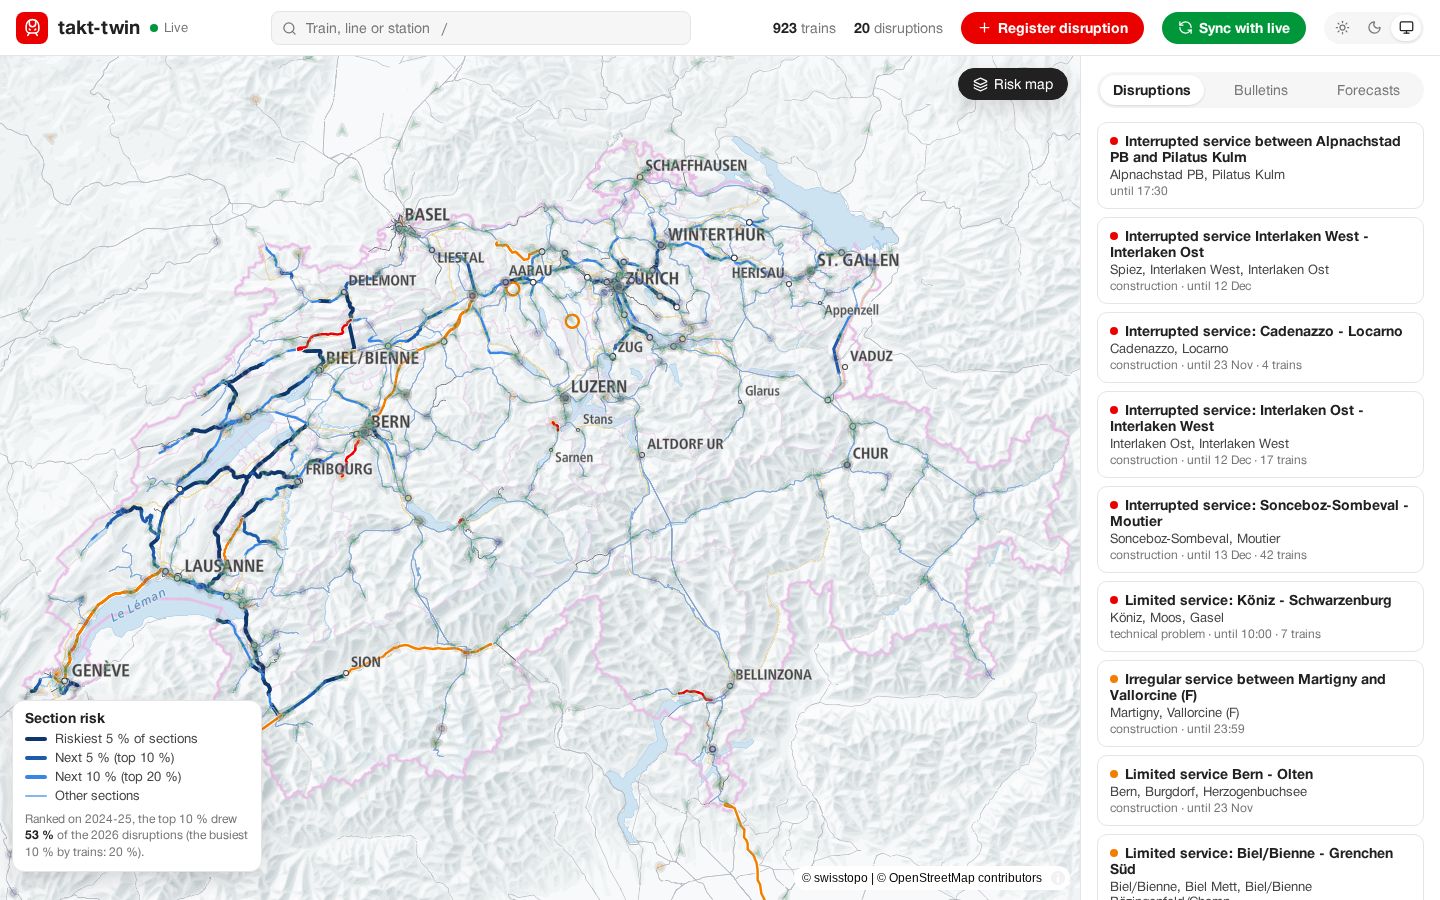 takt-twin
Live
Train, line or station /
923 trains
20 disruptions
Register disruption
Sync with live
Risk map
SCHAFFHAUSEN
BASEL
WINTERTHUR
LIESTAL
AARAU
ZÜRICH
HERISAU
ST. GALLEN
DELÉMONT
Appenzell
BIEL/BIENNE
ZUG
VADUZ
LUZERN
Glarus
BERN
Stans
ALTDORF UR
Sarnen
CHUR
FRIBOURG
LAUSANNE
Le Léman
GENÈVE
SION
BELLINZONA
Section risk
Riskiest 5 % of sections
Next 5 % (top 10 %)
Next 10 % (top 20 %)
Other sections
Ranked on 2024-25, the top 10 % drew
53 % of the 2026 disruptions (the busiest
10 % by trains: 20 %).
© swisstopo | © OpenStreetMap contributors
Disruptions
Bulletins
Forecasts
Interrupted service between Alpnachstad
PB and Pilatus Kulm
Alpnachstad PB, Pilatus Kulm
until 17:30
Interrupted service Interlaken West -
Interlaken Ost
Spiez, Interlaken West, Interlaken Ost
construction · until 12 Dec
Interrupted service: Cadenazzo - Locarno
Cadenazzo, Locarno
construction · until 23 Nov · 4 trains
Interrupted service: Interlaken Ost -
Interlaken West
Interlaken Ost, Interlaken West
construction · until 12 Dec · 17 trains
Interrupted service: Sonceboz-Sombeval -
Moutier
Sonceboz-Sombeval, Moutier
construction · until 13 Dec · 42 trains
Limited service: Köniz - Schwarzenburg
Köniz, Moos, Gasel
technical problem · until 10:00 · 7 trains
Irregular service between Martigny and
Vallorcine (F)
Martigny, Vallorcine (F)
construction · until 23:59
Limited service Bern - Olten
Bern, Burgdorf, Herzogenbuchsee
construction · until 23 Nov
Limited service: Biel/Bienne - Grenchen
Süd
Biel/Bienne, Biel Mett, Biel/Bienne